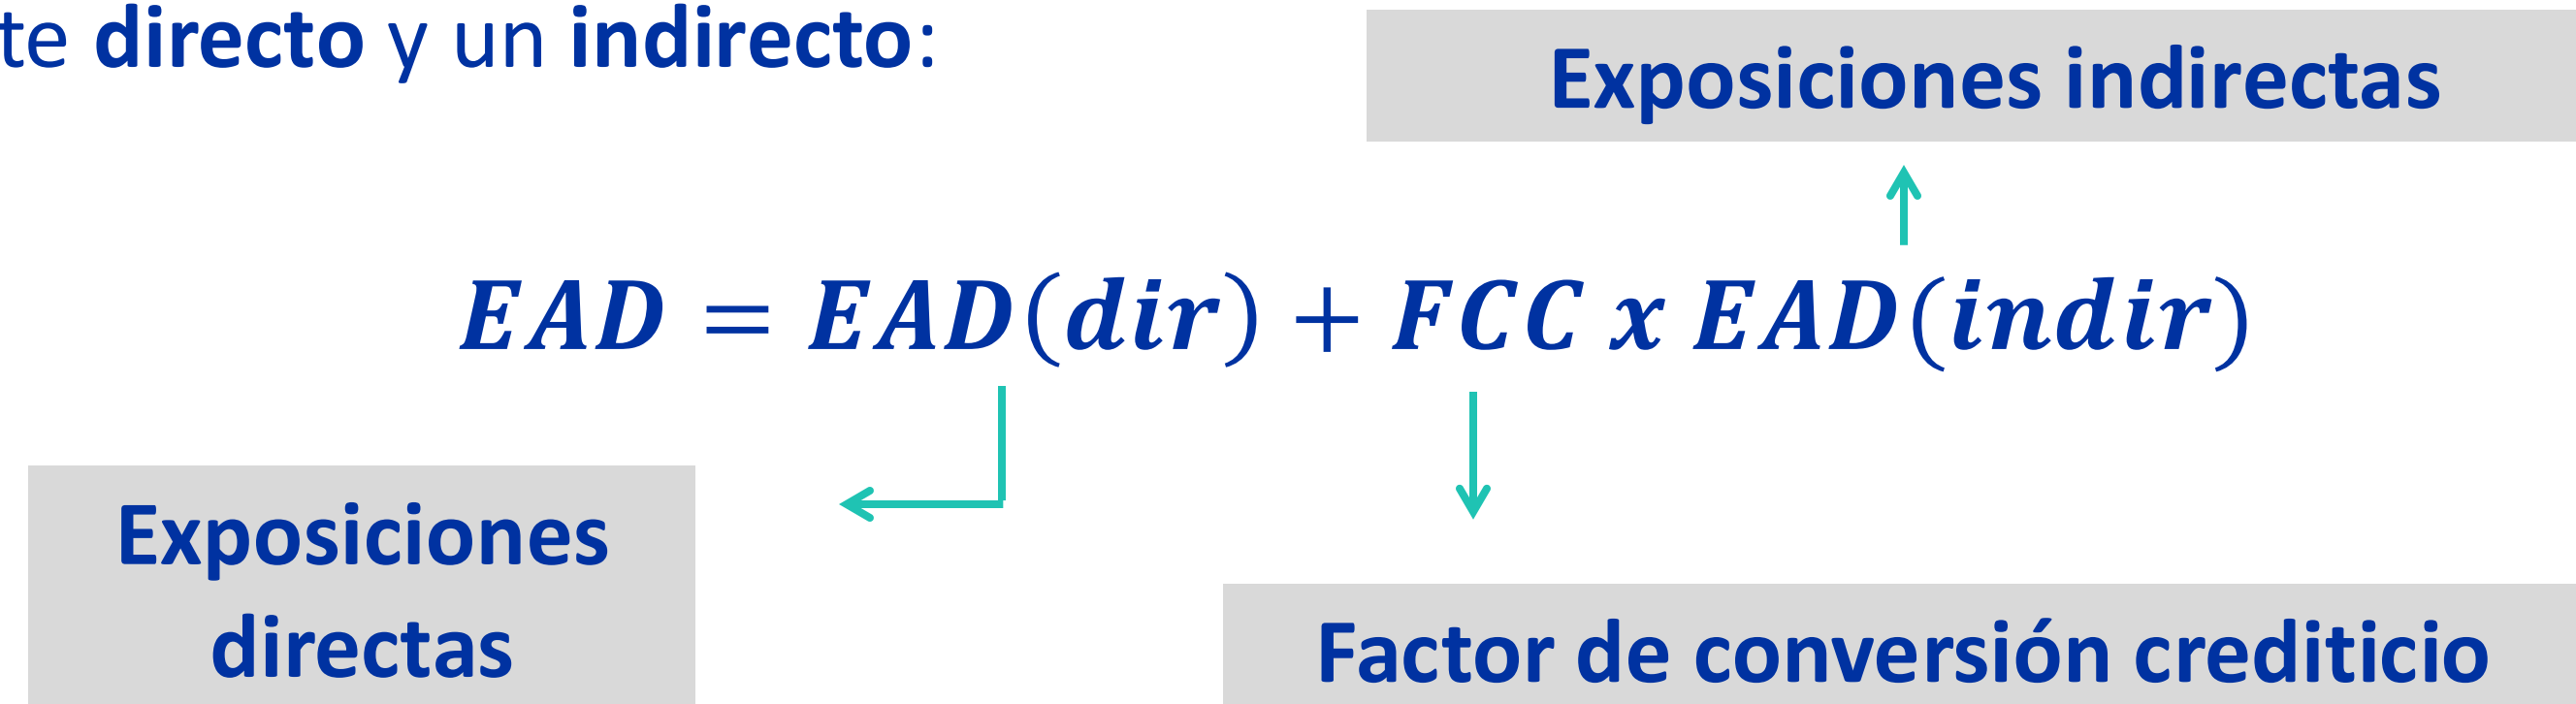 te directo y un indirecto:
Exposiciones indirectas
EAD = EAD(dir) + FCC x EAD(indir)
Exposiciones
directas
Factor de conversión crediticio